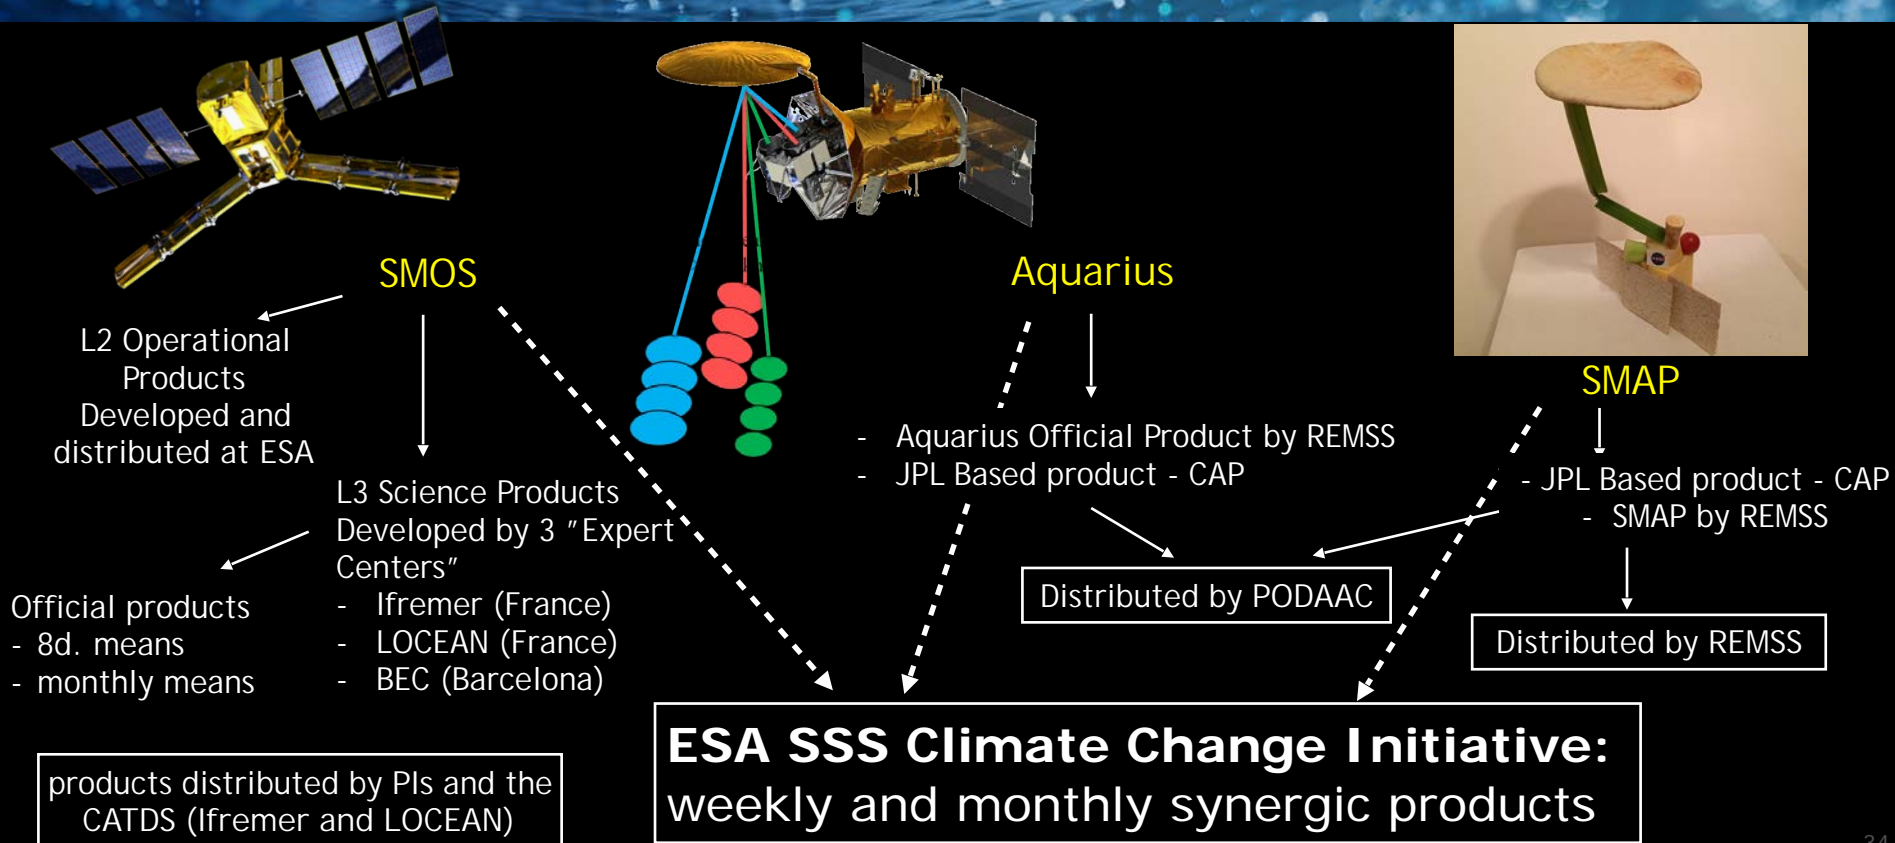 SMOS
L2 Operational
Products
Developed and
distributed at ESA
L3 Science Products
Developed by 3 "Expert
Centers"
- Ifremer (France)
- LOCEAN (France)
- BEC (Barcelona)
Official products
- 8d. means
- monthly means
products distributed by PIs and the
CATDS (Ifremer and LOCEAN)
Aquarius
- Aquarius Official Product by REMSS
- JPL Based product - CAP
Distributed by PODAAC
SMAP
- JPL Based product - CAP
- SMAP by REMSS
Distributed by REMSS
ESA SSS Climate Change Initiative:
weekly and monthly synergic products
34